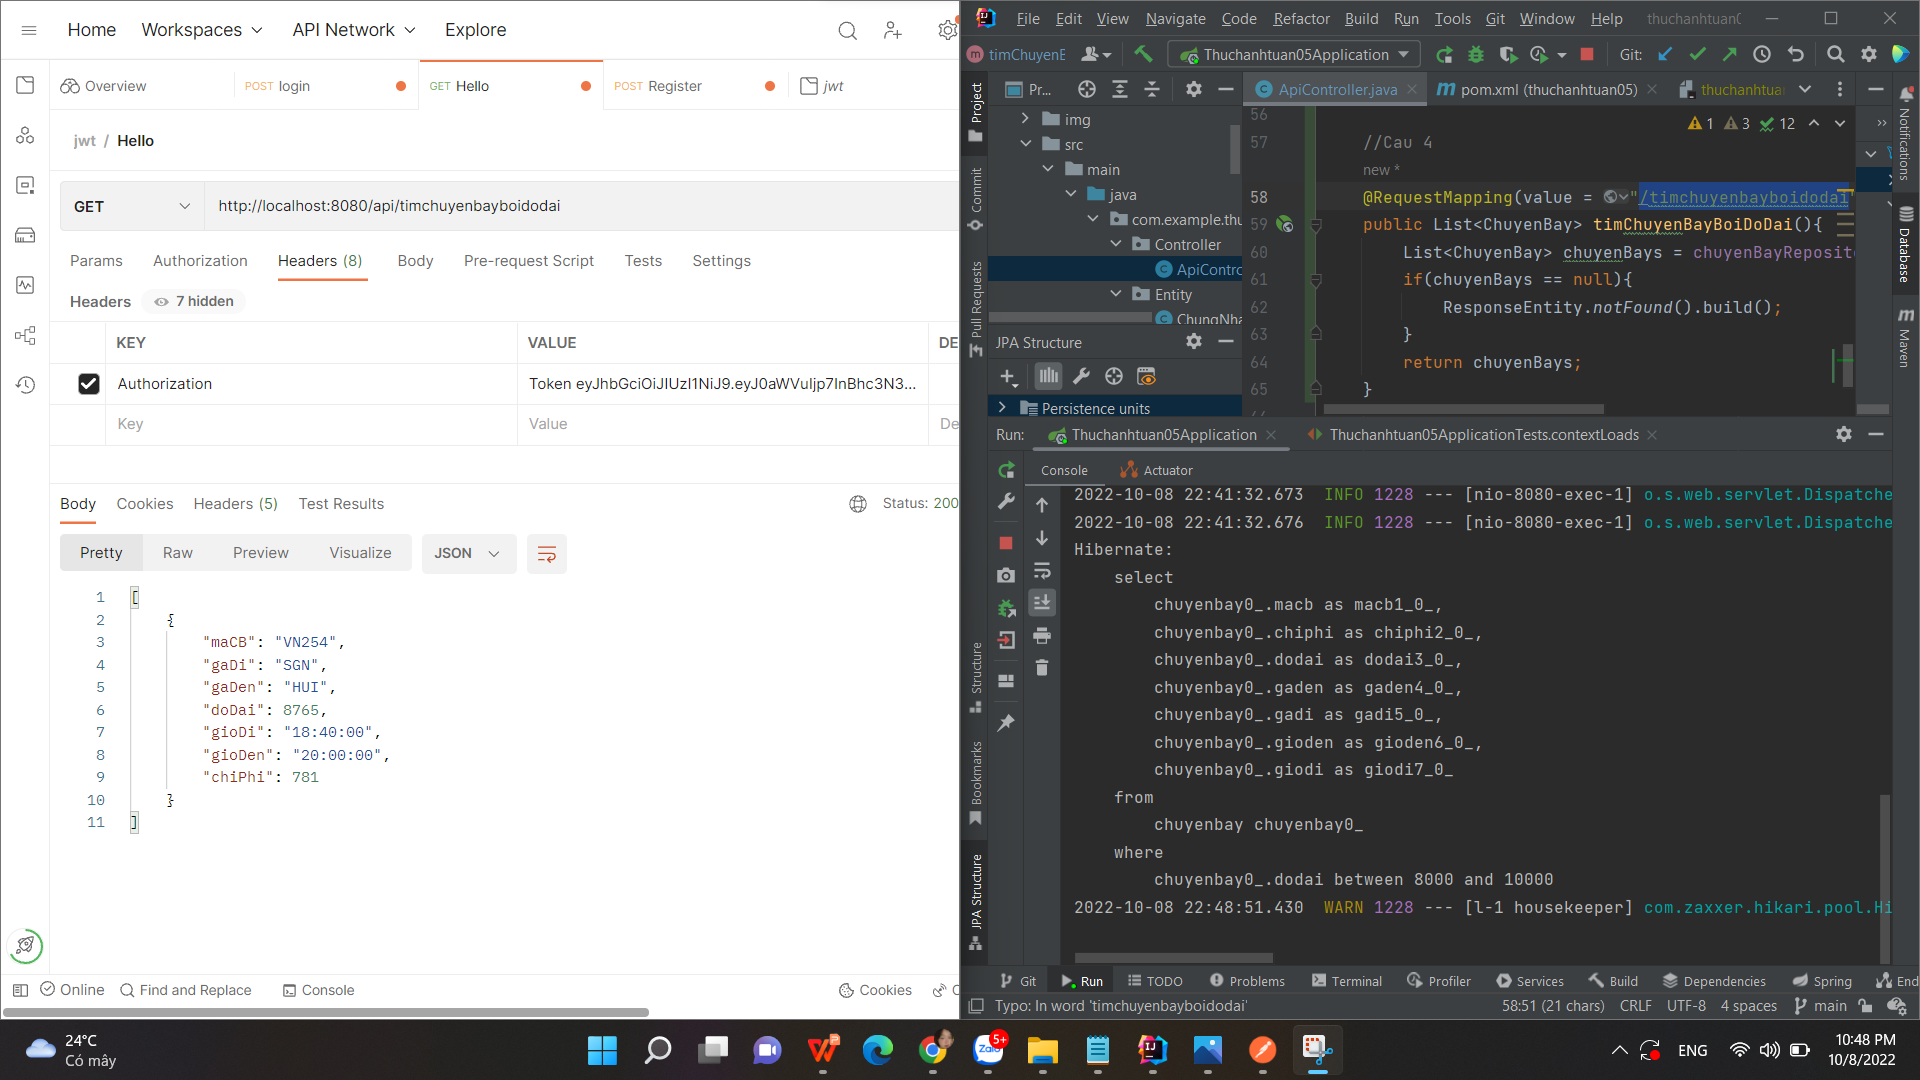 Home Workspaces API Network Explore
Overview POST login GET Hello POST Register jwt
jwt / Hello
GET http://localhost:8080/api/timchuyenbayboidodai
Params Authorization Headers (8) Body Pre-request Script Tests Settings
Headers 7 hidden
KEY VALUE DE
Authorization Token eyJhbGciOiJIUzI1NiJ9.eyJ0aWVuIjp7InBhc3N3...
Key Value De
Body Cookies Headers (5) Test Results Status: 200
Pretty Raw Preview Visualize JSON
1 [
2 {
3 "maCB": "VN254",
4 "gaDi": "SGN",
5 "gaDen": "HUI",
6 "doDai": 8765,
7 "gioDi": "18:40:00",
8 "gioDen": "20:00:00",
9 "chiPhi": 781
10 }
11 ]
Online Find and Replace Console Cookies
File Edit View Navigate Code Refactor Build Run Tools Git Window Help thuchanhtuan0
timChuyenE Thuchanhtuan05Application Git:
Pr... ApiController.java pom.xml (thuchanhtuan05) thuchanhtua
Project
Commit
Pull Requests
Structure
Bookmarks
JPA Structure
img
src
main
java
com.example.thu
Controller
ApiContro
Entity
ChungNha
JPA Structure
Persistence units
1 3 12
56
57 //Cau 4
new *
58 @RequestMapping(value = "/timchuyenbayboidodai"
59 public List<ChuyenBay> timChuyenBayBoiDoDai(){
60 List<ChuyenBay> chuyenBays = chuyenBayReposito
61 if(chuyenBays == null){
62 ResponseEntity.notFound().build();
63 }
64 return chuyenBays;
65 }
Notifications
Database
Maven
Run: Thuchanhtuan05Application Thuchanhtuan05ApplicationTests.contextLoads
Console Actuator
2022-10-08 22:41:32.673 INFO 1228 --- [nio-8080-exec-1] o.s.web.servlet.Dispatche
2022-10-08 22:41:32.676 INFO 1228 --- [nio-8080-exec-1] o.s.web.servlet.Dispatche
Hibernate:
select
chuyenbay0_.macb as macb1_0_,
chuyenbay0_.chiphi as chiphi2_0_,
chuyenbay0_.dodai as dodai3_0_,
chuyenbay0_.gaden as gaden4_0_,
chuyenbay0_.gadi as gadi5_0_,
chuyenbay0_.gioden as gioden6_0_,
chuyenbay0_.giodi as giodi7_0_
from
chuyenbay chuyenbay0_
where
chuyenbay0_.dodai between 8000 and 10000
2022-10-08 22:48:51.430 WARN 1228 --- [l-1 housekeeper] com.zaxxer.hikari.pool.Hi
Git Run TODO Problems Terminal Profiler Services Build Dependencies Spring End
Typo: In word 'timchuyenbayboidodai' 58:51 (21 chars) CRLF UTF-8 4 spaces main
24°C
Có mây
Zalo 5+
ENG
10:48 PM
10/8/2022